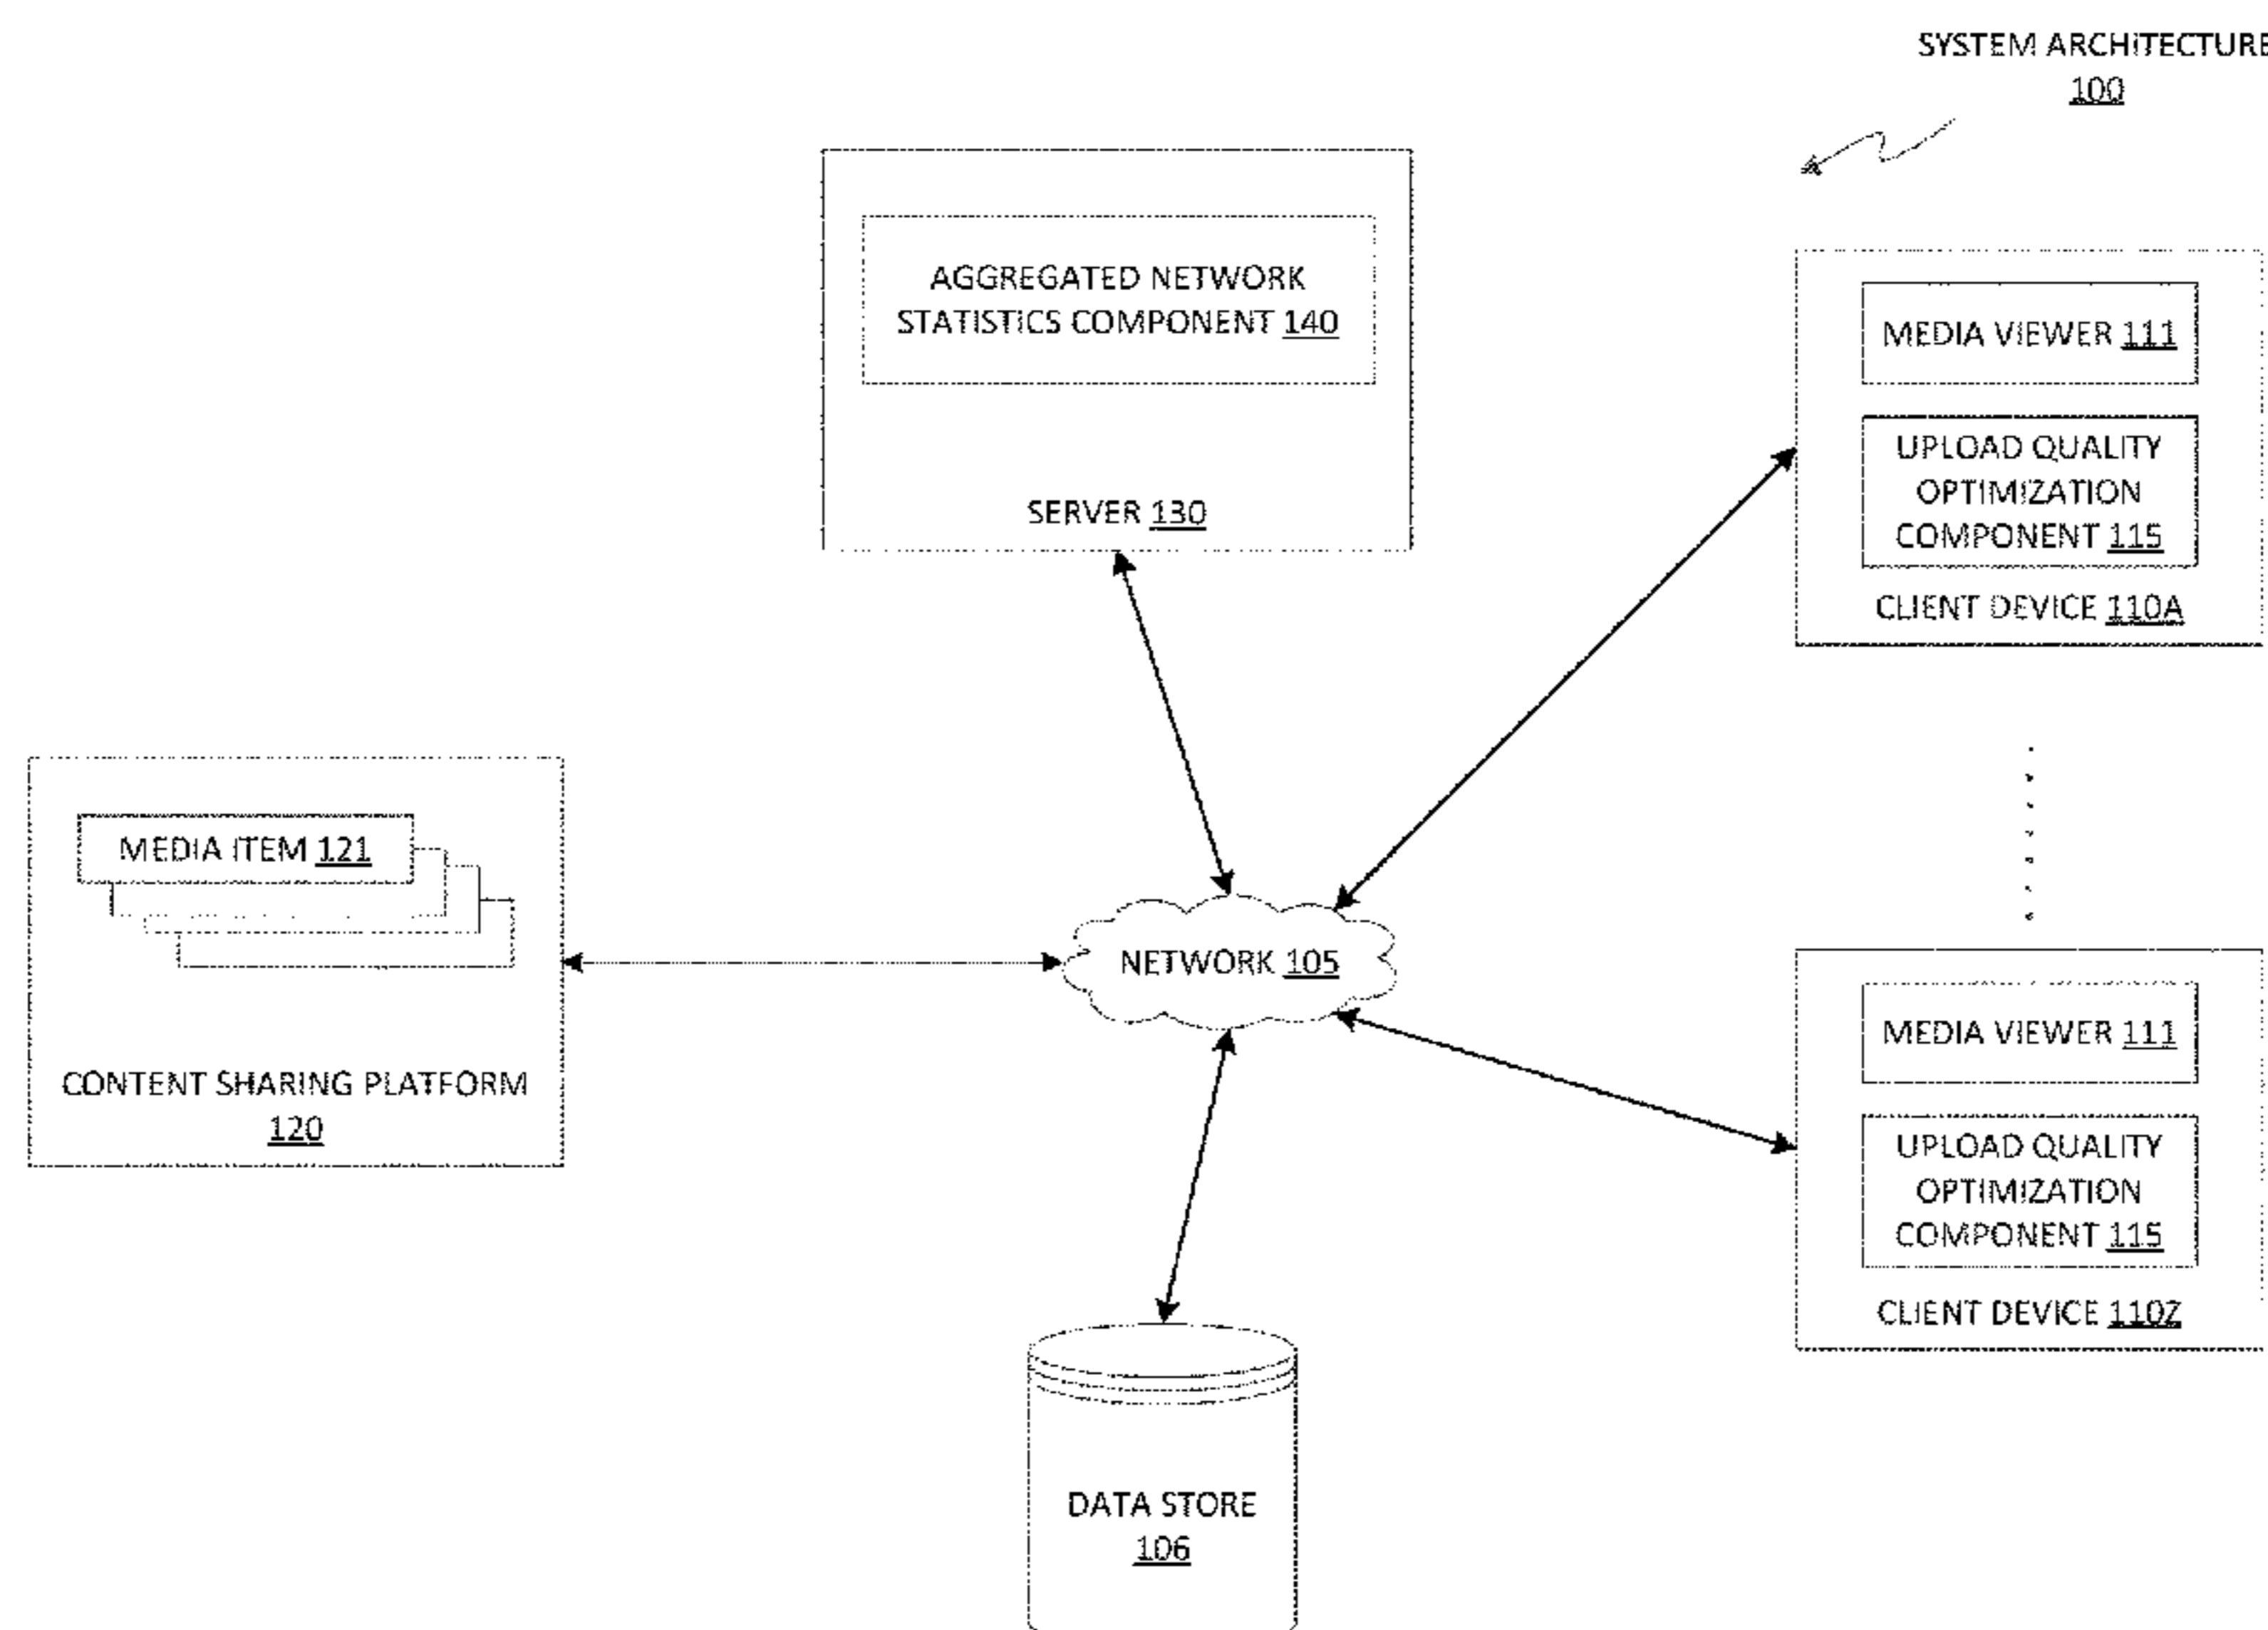 SYSTEM ARCHITECTURE
100
AGGREGATED NETWORK
STATISTICS COMPONENT 140
SERVER 130
MEDIA VIEWER 111
UPLOAD QUALITY
OPTIMIZATION
COMPONENT 115
CLIENT DEVICE 110A
MEDIA ITEM 121
CONTENT SHARING PLATFORM
120
NETWORK 105
MEDIA VIEWER 111
UPLOAD QUALITY
OPTIMIZATION
COMPONENT 115
CLIENT DEVICE 110Z
DATA STORE
106